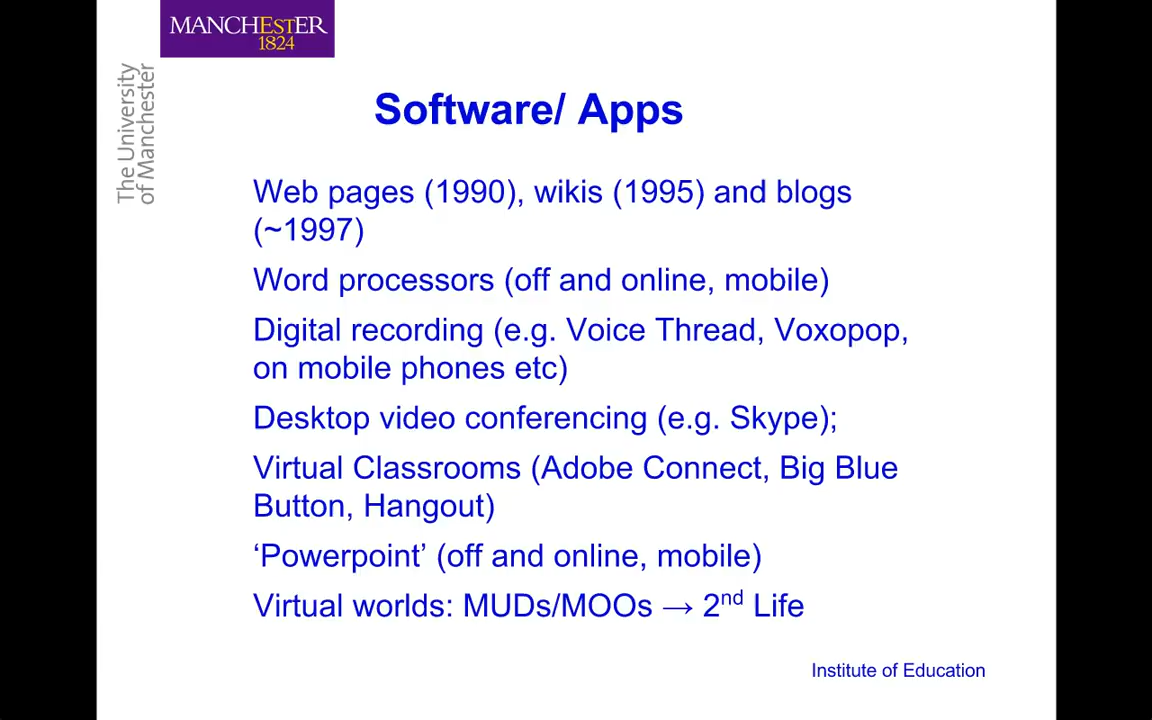 MANCHESTER
1824
The University
of Manchester
Software/ Apps
Web pages (1990), wikis (1995) and blogs
(~1997)
Word processors (off and online, mobile)
Digital recording (e.g. Voice Thread, Voxopop,
on mobile phones etc)
Desktop video conferencing (e.g. Skype);
Virtual Classrooms (Adobe Connect, Big Blue
Button, Hangout)
‘Powerpoint’ (off and online, mobile)
Virtual worlds: MUDs/MOOs → 2nd Life
Institute of Education